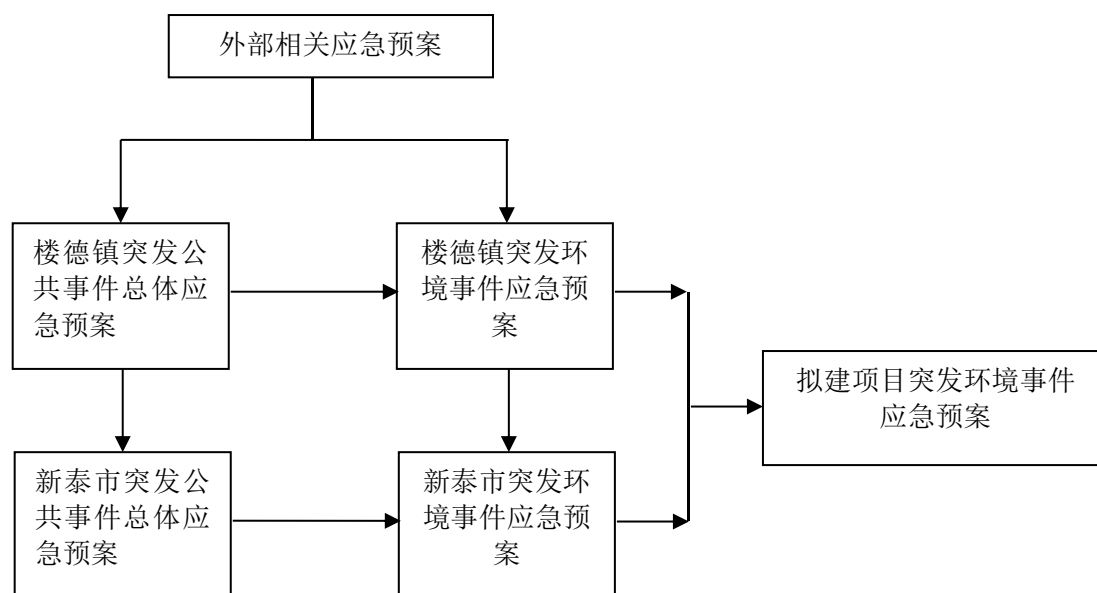 外部相关应急预案
楼德镇突发公
共事件总体应
急预案
楼德镇突发环
境事件应急预
案
拟建项目突发环境事件
应急预案
新泰市突发公
共事件总体应
急预案
新泰市突发环
境事件应急预
案